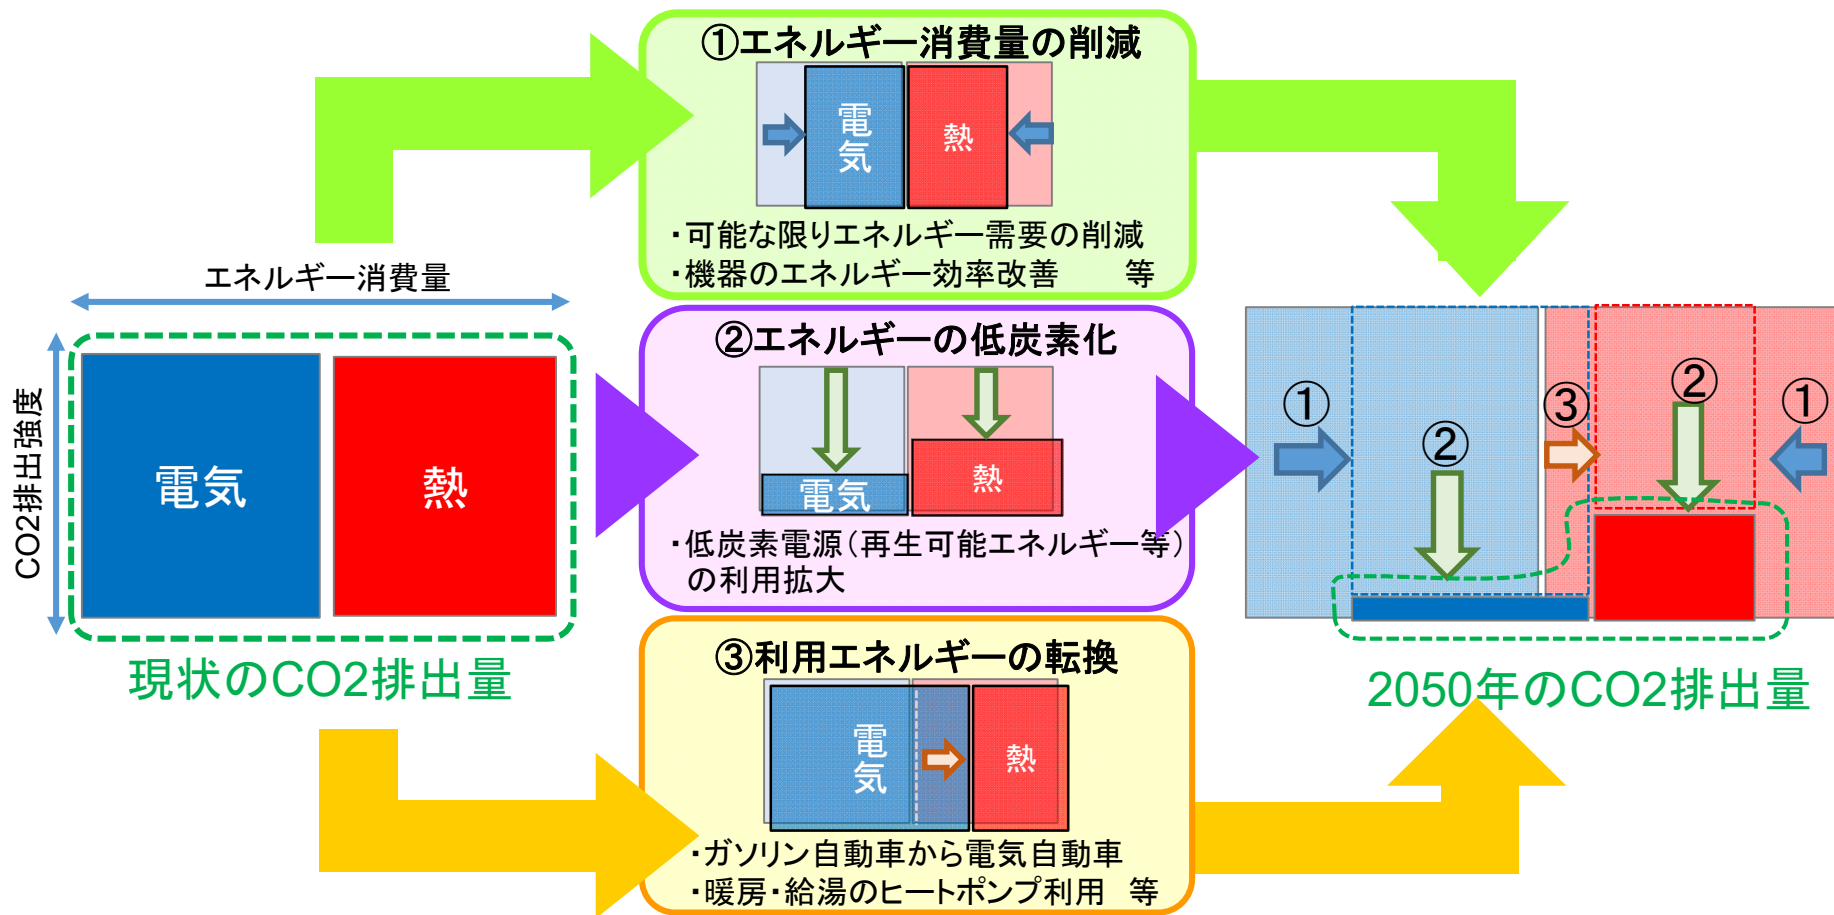 ①エネルギー消費量の削減
電気
熱
・可能な限りエネルギー需要の削減
・機器のエネルギー効率改善　　等
エネルギー消費量
CO2排出強度
電気
熱
現状のCO2排出量
②エネルギーの低炭素化
電気
熱
・低炭素電源（再生可能エネルギー等）
の利用拡大
③利用エネルギーの転換
電気
熱
・ガソリン自動車から電気自動車
・暖房・給湯のヒートポンプ利用　等
①
②
③
②
①
2050年のCO2排出量